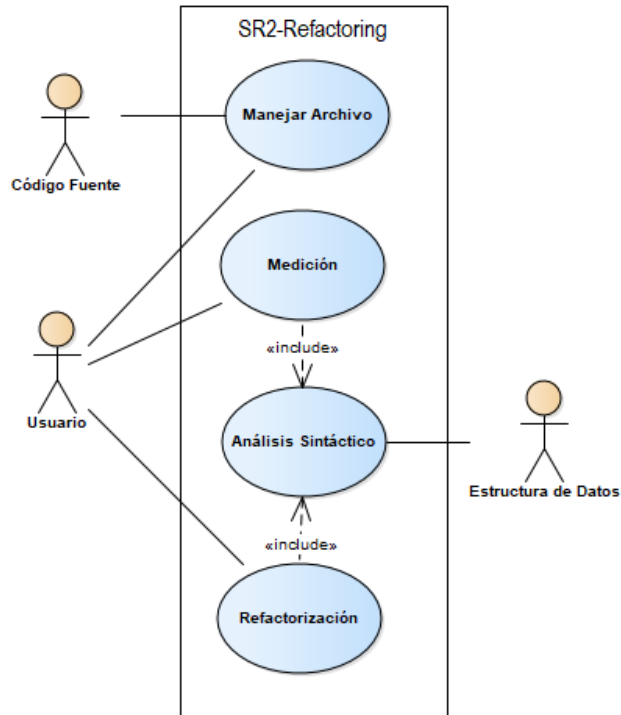 SR2-Refactoring
Manejar Archivo
Código Fuente
Medición
«include»
Usuario
Análisis Sintáctico
Estructura de Datos
«include»
Refactorización